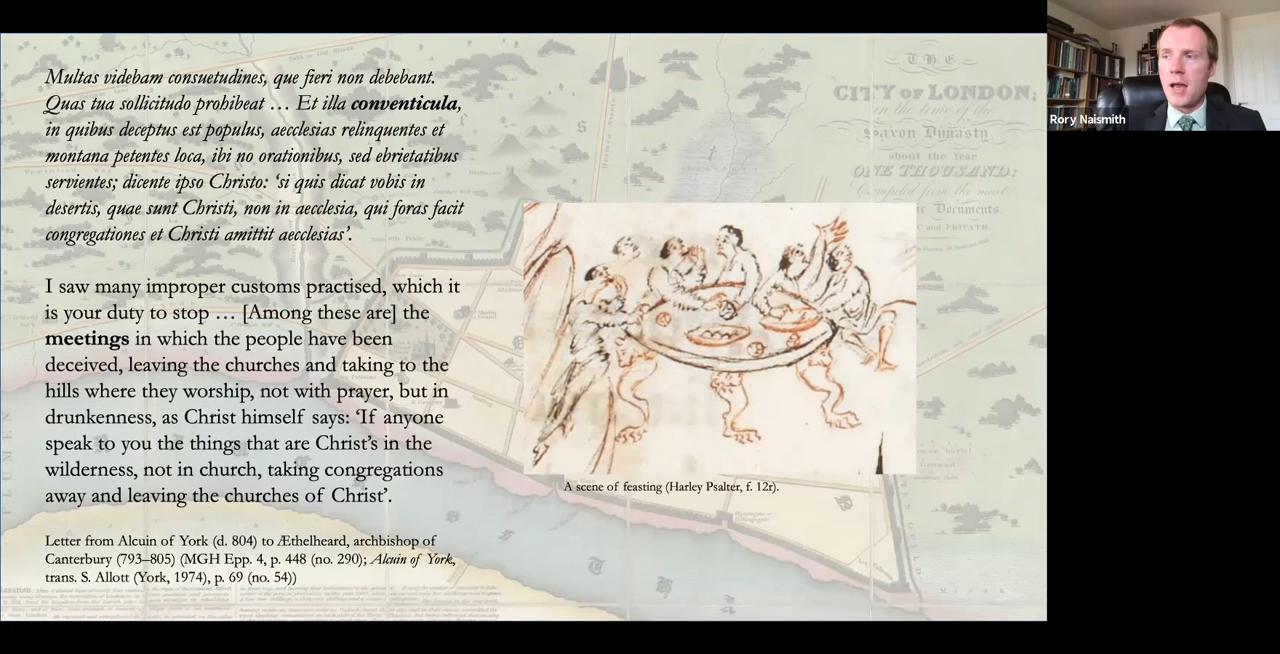 Multas videbam consuetudines, que fieri non debebant.
Quas tua sollicitudo prohibeat … Et illa conventicula,
in quibus deceptus est populus, aecclesias relinquentes et
montana petentes loca, ibi no orationibus, sed ebrietatibus
servientes; dicente ipso Christo: ‘si quis dicat vobis in
desertis, quae sunt Christi, non in aecclesia, qui foras facit
congregationes et Christi amittit aecclesias’.
I saw many improper customs practised, which it
is your duty to stop … [Among these are] the
meetings in which the people have been
deceived, leaving the churches and taking to the
hills where they worship, not with prayer, but in
drunkenness, as Christ himself says: ‘If anyone
speak to you the things that are Christ’s in the
wilderness, not in church, taking congregations
away and leaving the churches of Christ’.
Letter from Alcuin of York (d. 804) to Æthelheard, archbishop of
Canterbury (793–805) (MGH Epp. 4, p. 448 (no. 290); Alcuin of York,
trans. S. Allott (York, 1974), p. 69 (no. 54))
THE
CITY OF LONDON;
in the time of the
Saxon Dynasty
about the Year
ONE THOUSAND:
Compiled from the most
Documents.
A scene of feasting (Harley Psalter, f. 12r).
Rory Naismith